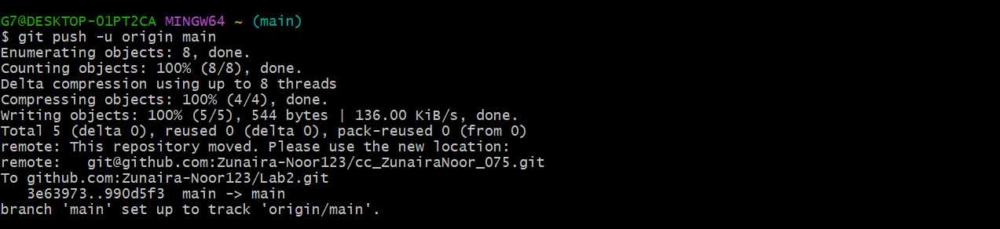 G7@DESKTOP-01PT2CA MINGW64 ~ (main)
$ git push -u origin main
Enumerating objects: 8, done.
Counting objects: 100% (8/8), done.
Delta compression using up to 8 threads
Compressing objects: 100% (4/4), done.
Writing objects: 100% (5/5), 544 bytes | 136.00 KiB/s, done.
Total 5 (delta 0), reused 0 (delta 0), pack-reused 0 (from 0)
remote: This repository moved. Please use the new location:
remote:   git@github.com:Zunaira-Noor123/cc_ZunairaNoor_075.git
To github.com:Zunaira-Noor123/Lab2.git
   3e63973..990d5f3  main -> main
branch 'main' set up to track 'origin/main'.